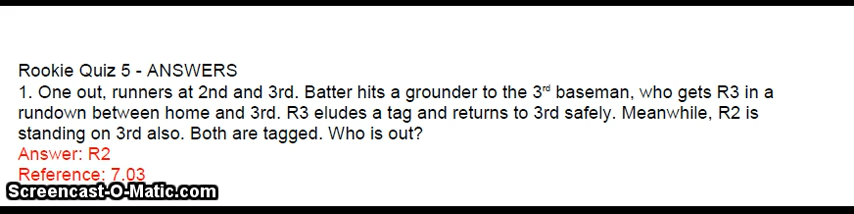 Rookie Quiz 5 - ANSWERS
1. One out, runners at 2nd and 3rd. Batter hits a grounder to the 3rd baseman, who gets R3 in a
rundown between home and 3rd. R3 eludes a tag and returns to 3rd safely. Meanwhile, R2 is
standing on 3rd also. Both are tagged. Who is out?
Answer: R2
Reference: 7.03
Screencast-O-Matic.com